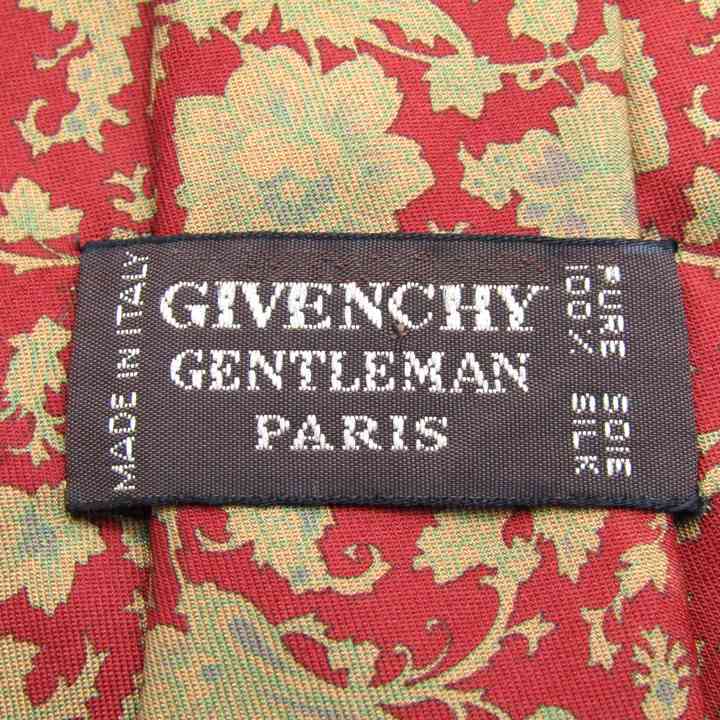 MADE IN ITALY
GIVENCHY
GENTLEMAN
PARIS
PURE SOIE
100% SILK